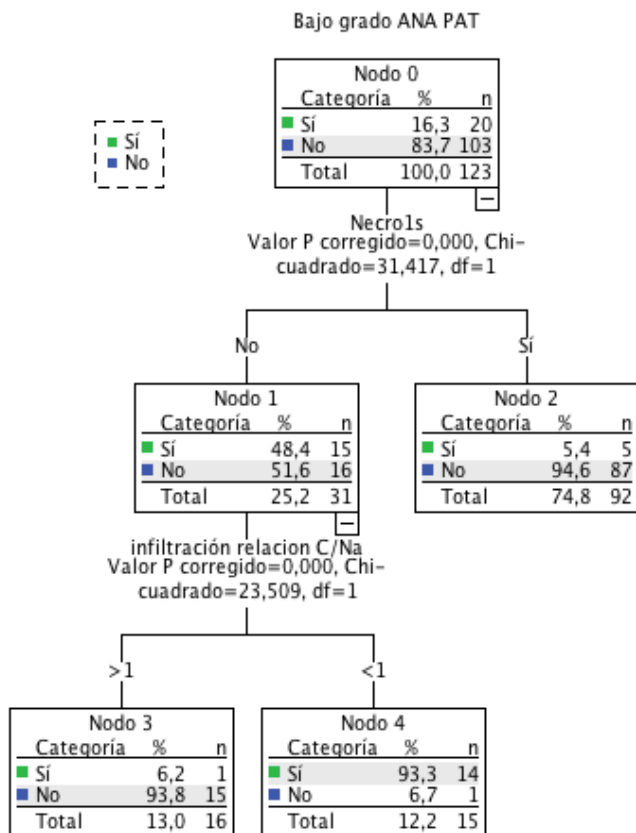 Bajo grado ANA PAT
Sí
No
Nodo 0
Categoría % n
Sí 16,3 20
No 83,7 103
Total 100,0 123
Necro1s
Valor P corregido=0,000, Chi-
cuadrado=31,417, df=1
No
Sí
Nodo 1
Categoría % n
Sí 48,4 15
No 51,6 16
Total 25,2 31
Nodo 2
Categoría % n
Sí 5,4 5
No 94,6 87
Total 74,8 92
infiltración relacion C/Na
Valor P corregido=0,000, Chi-
cuadrado=23,509, df=1
>1
<1
Nodo 3
Categoría % n
Sí 6,2 1
No 93,8 15
Total 13,0 16
Nodo 4
Categoría % n
Sí 93,3 14
No 6,7 1
Total 12,2 15